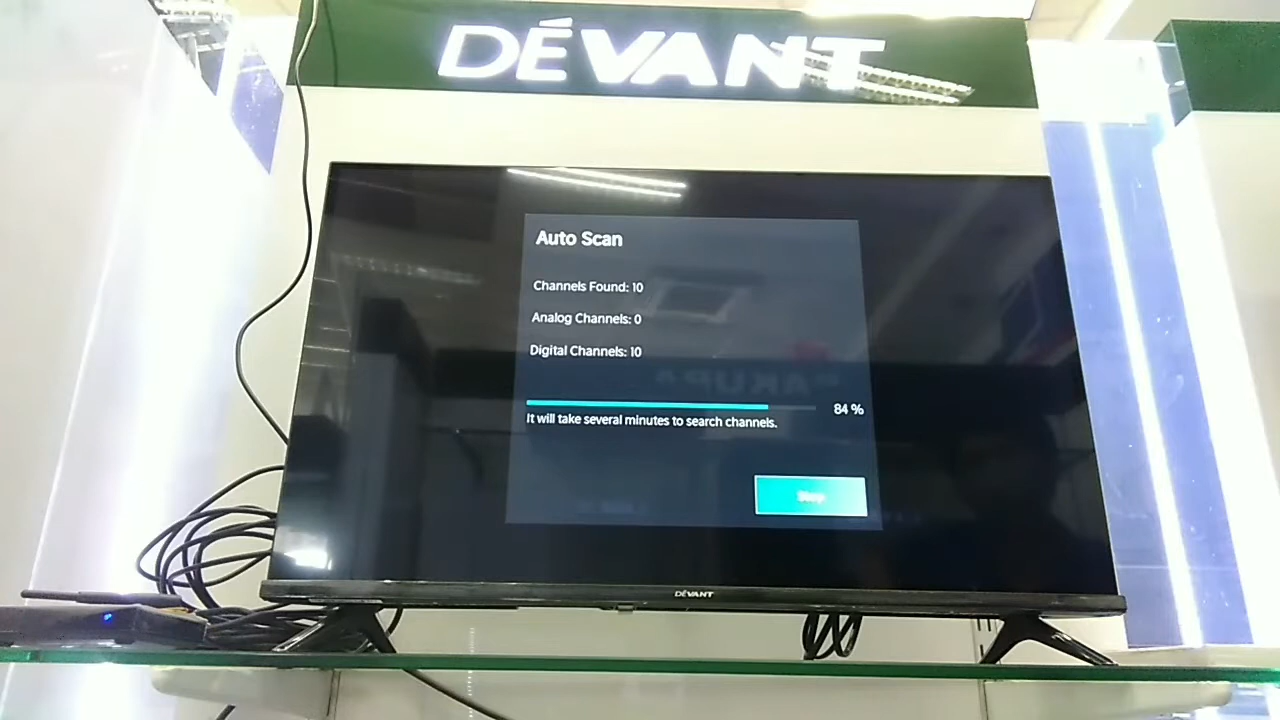 DÉVANT
Auto Scan
Channels Found: 10
Analog Channels: 0
Digital Channels: 10
84 %
It will take several minutes to search channels.
DÉVANT